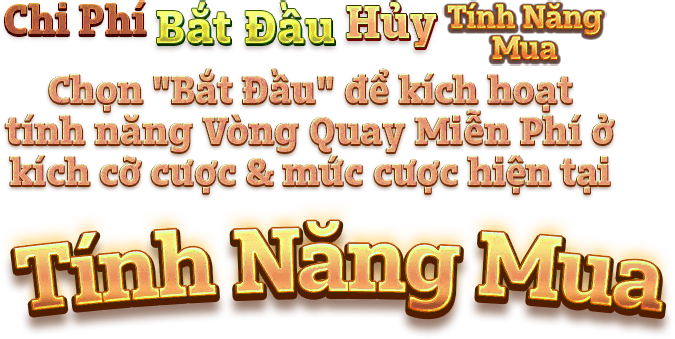 Chi Phí
Bắt Đầu
Hủy
Tính Năng
Mua
Chọn "Bắt Đầu" để kích hoạt
tính năng Vòng Quay Miễn Phí ở
kích cỡ cược & mức cược hiện tại
Tính Năng Mua